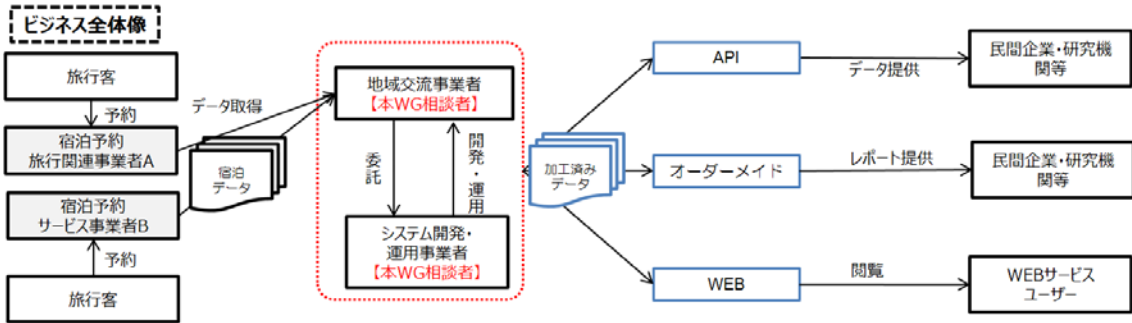 ビジネス全体像
旅行客
予約
宿泊予約
旅行関連事業者A
宿泊予約
サービス事業者B
予約
旅行客
データ取得
宿泊
データ
地域交流事業者
【本WG相談者】
委託
開発・運用
システム開発・
運用事業者
【本WG相談者】
加工済み
データ
API
データ提供
民間企業・研究機
関等
オーダーメイド
レポート提供
民間企業・研究機
関等
WEB
閲覧
WEBサービス
ユーザー